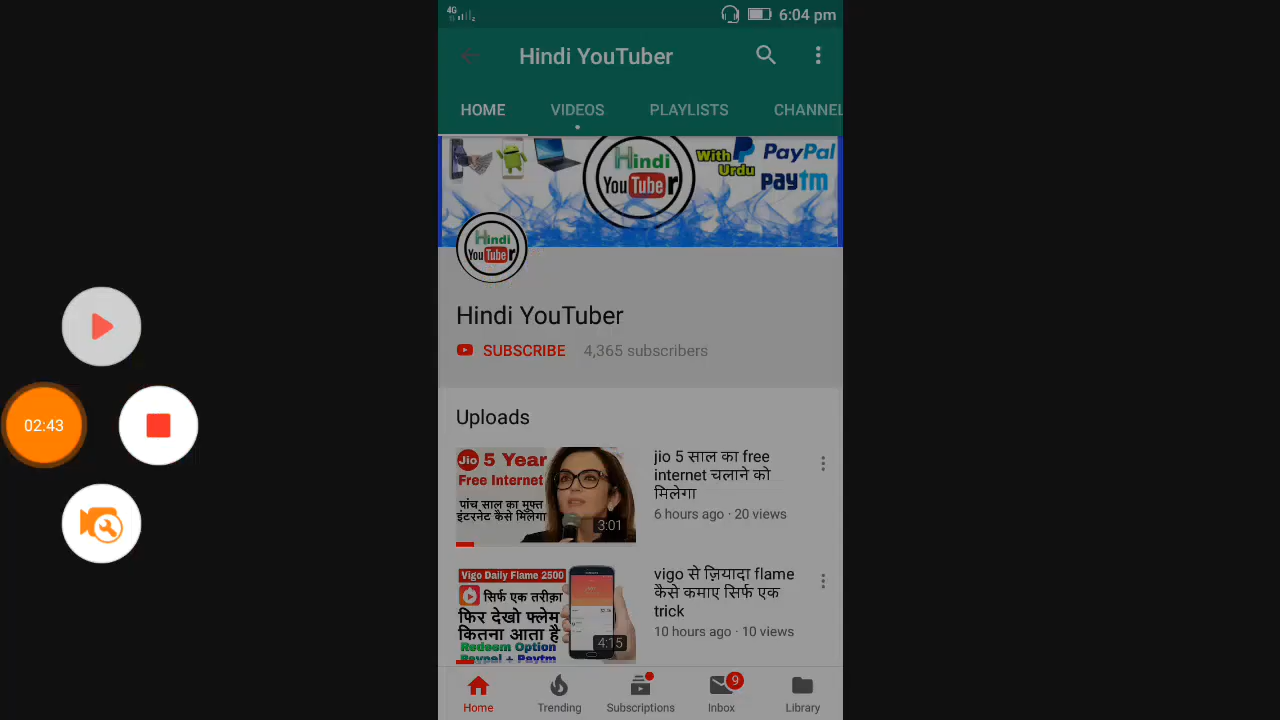 4G
6:04 pm
Hindi YouTuber
HOME VIDEOS PLAYLISTS CHANNEL
Hindi
YouTuber
With
Urdu
PayPal
paytm
Hindi
YouTuber
Hindi YouTuber
SUBSCRIBE 4,365 subscribers
02:43
Uploads
Jio 5 Year
Free Internet
पांच साल का मुफ्त
इंटरनेट कैसे मिलेगा
3:01
jio 5 साल का free
internet चलाने को
मिलेगा
6 hours ago · 20 views
Vigo Daily Flame 2500
सिर्फ एक तरीक़ा
फिर देखो फ्लेम
कितना आता है
Redeem Option
Paypal + Paytm
4:15
vigo से ज़ियादा flame
कैसे कमाए सिर्फ एक
trick
10 hours ago · 10 views
9
Home Trending Subscriptions Inbox Library